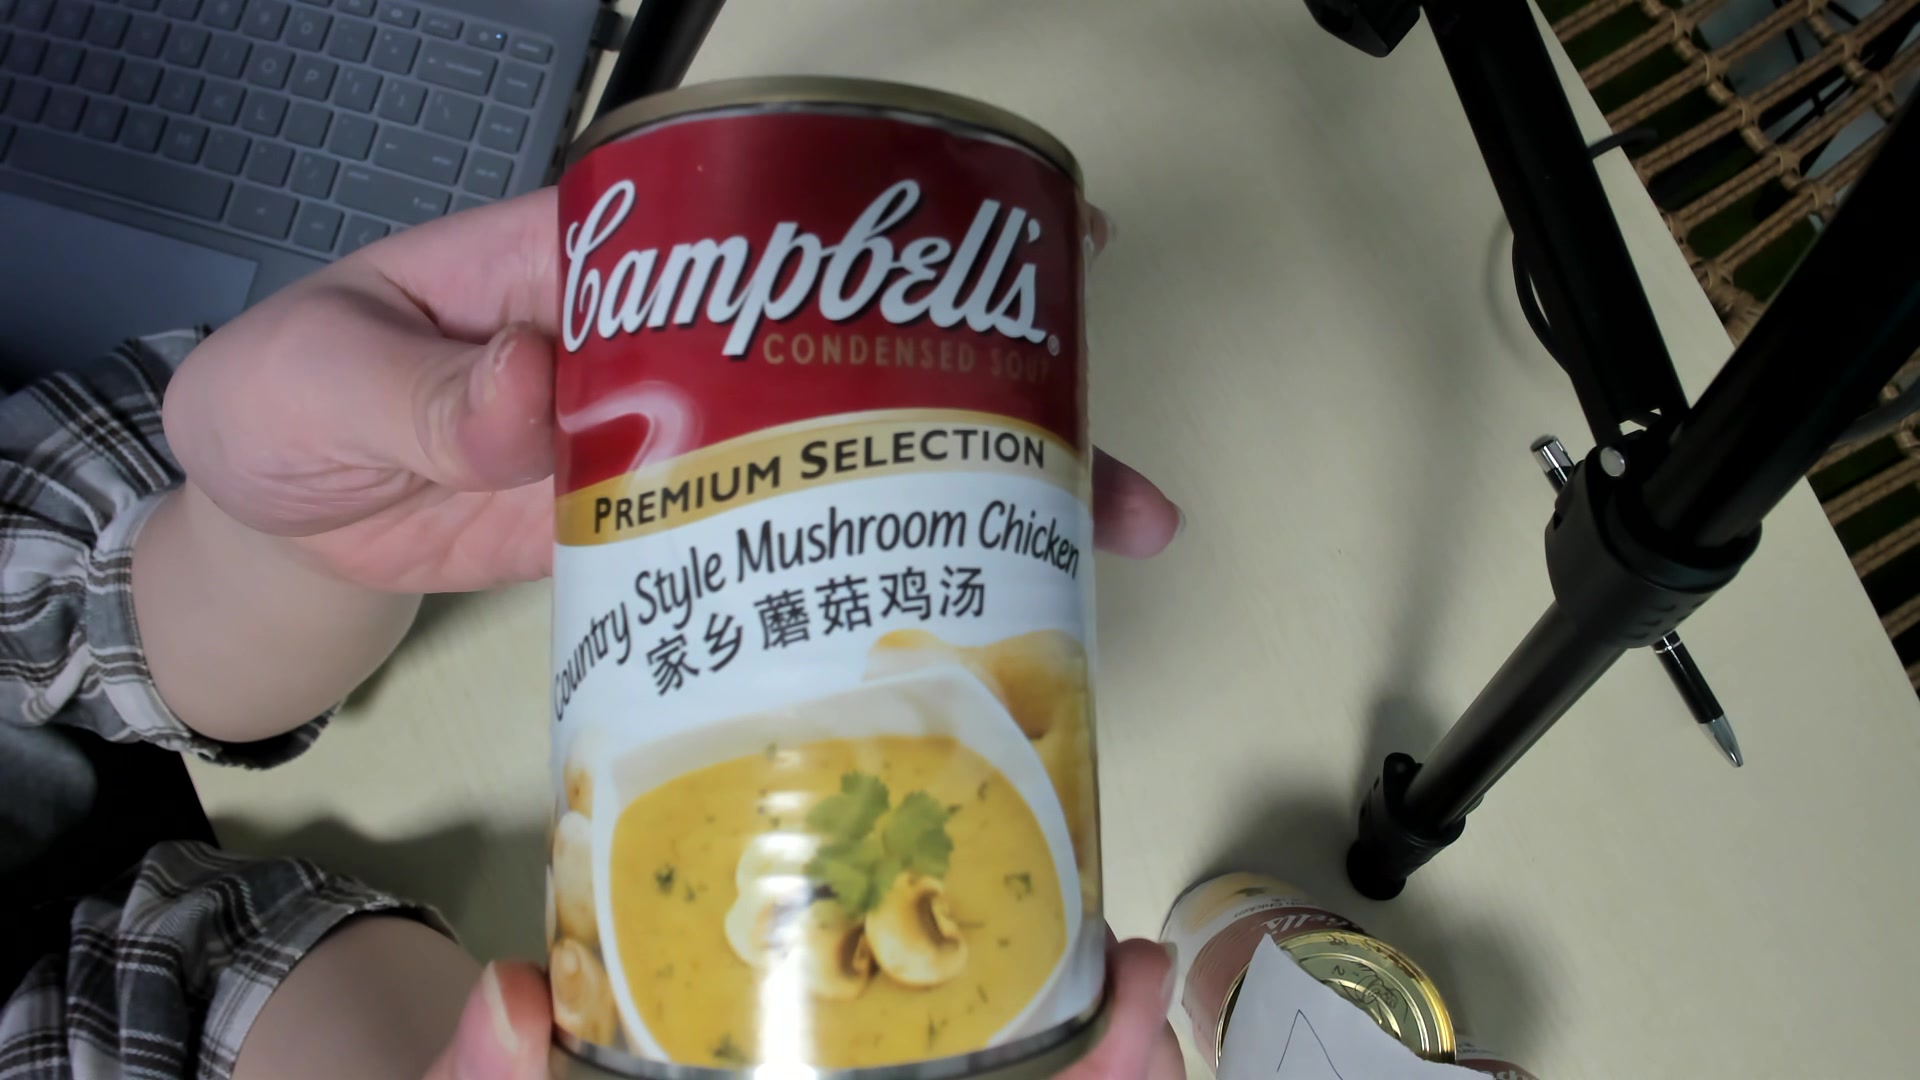 Campbell's®
CONDENSED SOUP
PREMIUM SELECTION
Country Style Mushroom Chicken
家乡蘑菇鸡汤